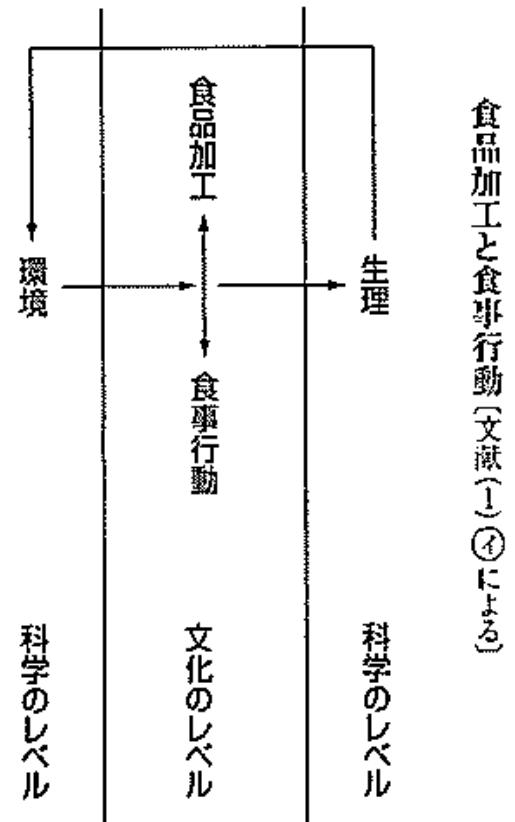 食品加工と食事行動〔文献(1)㋑による〕
生理
科学のレベル
食品加工
食事行動
文化のレベル
環境
科学のレベル